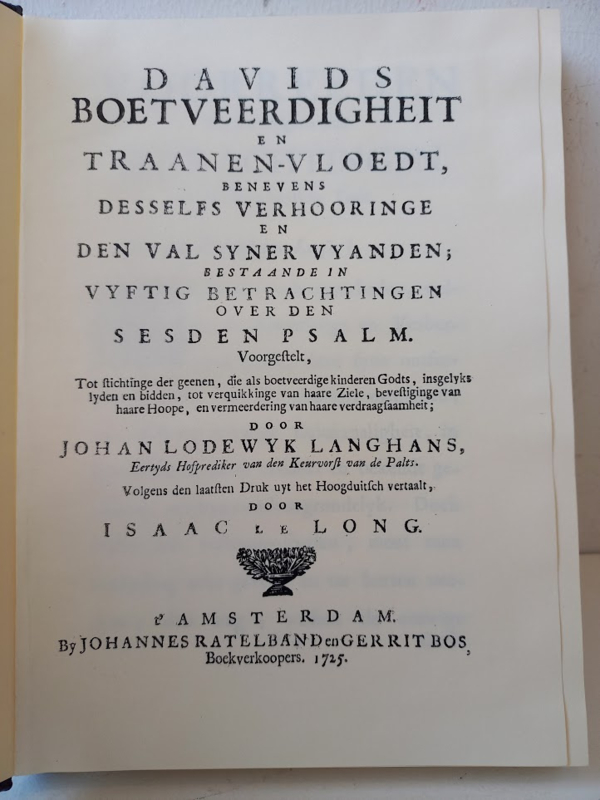 DAVIDS
BOETVEERDIGHEIT
EN
TRAANEN-VLOEDT,
BENEVENS
DESSELFS VERHOORINGE
EN
DEN VAL SYNER VYANDEN;
BESTAANDE IN
VYFTIG BETRACHTINGEN
OVER DEN
SESDEN PSALM.
Voorgeſtelt,
Tot ſtichtinge der geenen, die als boetveerdige kinderen Godts, inſgelyks
lyden en bidden, tot verquikkinge van haare Ziele, beveſtiginge van
haare Hoope, en vermeerdering van haare verdraagſaamheit;
DOOR
JOHAN LODEWYK LANGHANS,
Eertyds Hofprediker van den Keurvorſt van de Palts.
Volgens den laatſten Druk uyt het Hoogduitſch vertaalt,
DOOR
ISAAC LE LONG.
t' AMSTERDAM.
By JOHANNES RATELBAND en GERRIT BOS,
Boekverkoopers. 1725.